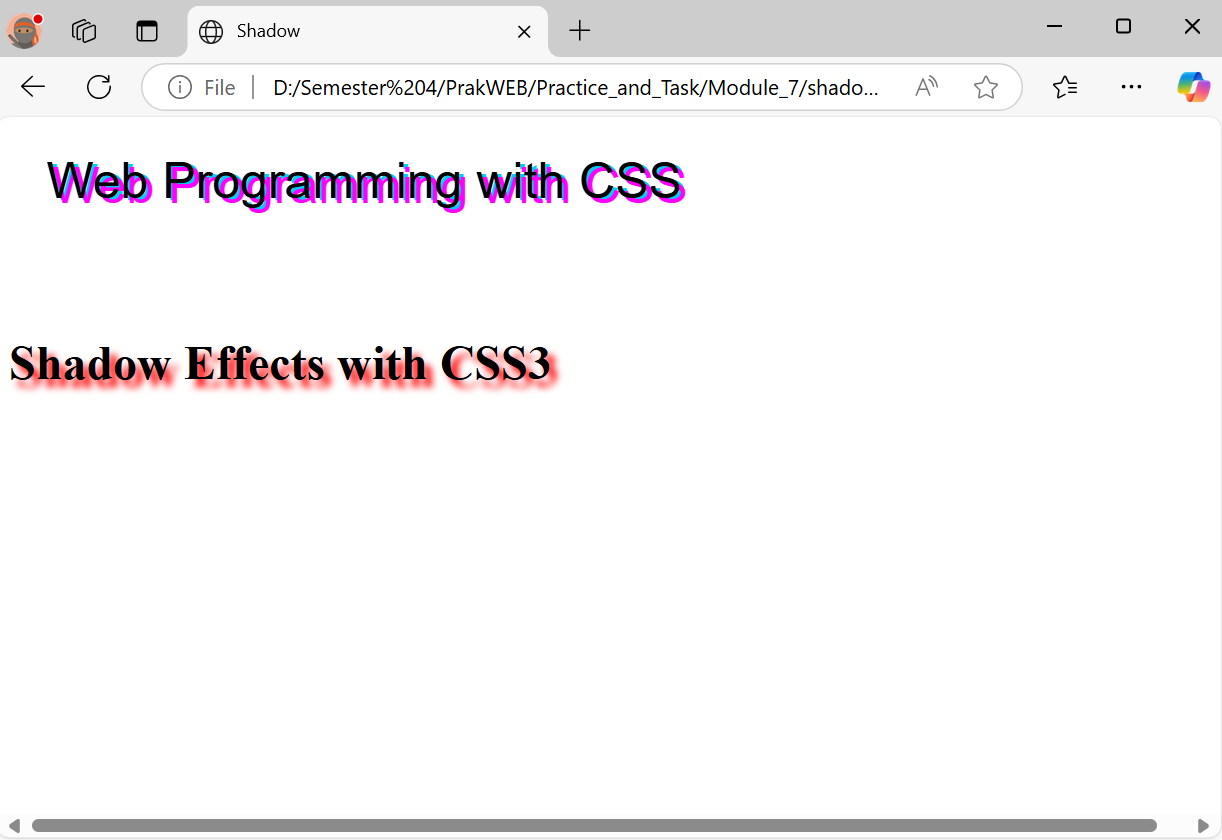 Shadow
File D:/Semester%204/PrakWEB/Practice_and_Task/Module_7/shado...
Web Programming with CSS
Shadow Effects with CSS3